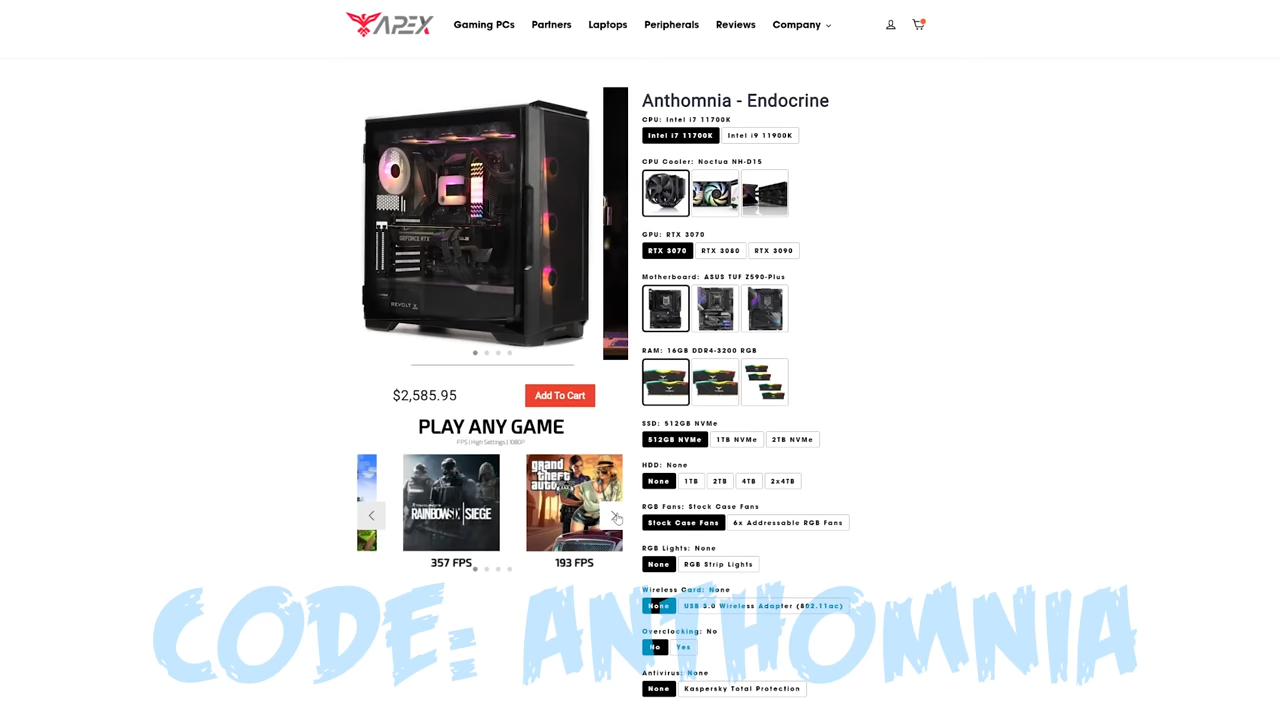 APEX
Gaming PCs Partners Laptops Peripherals Reviews Company
Anthomnia - Endocrine
CPU: Intel i7 11700K
Intel i7 11700K Intel i9 11900K
CPU Cooler: Noctua NH-D15
GPU: RTX 3070
RTX 3070 RTX 3080 RTX 3090
Motherboard: ASUS TUF Z590-Plus
RAM: 16GB DDR4-3200 RGB
SSD: 512GB NVMe
512GB NVMe 1TB NVMe 2TB NVMe
HDD: None
None 1TB 2TB 4TB 2x4TB
RGB Fans: Stock Case Fans
Stock Case Fans 6x Addressable RGB Fans
RGB Lights: None
None RGB Strip Lights
Wireless Card: None
None USB 3.0 Wireless Adapter (802.11ac)
Overclocking: No
No Yes
Antivirus: None
None Kaspersky Total Protection
GEFORCE RTX
REVOLT X
$2,585.95 Add To Cart
PLAY ANY GAME
FPS | High Settings | 1080P
RAINBOW SIX SIEGE
grand theft auto
357 FPS 193 FPS
CODE: ANTHOMNIA